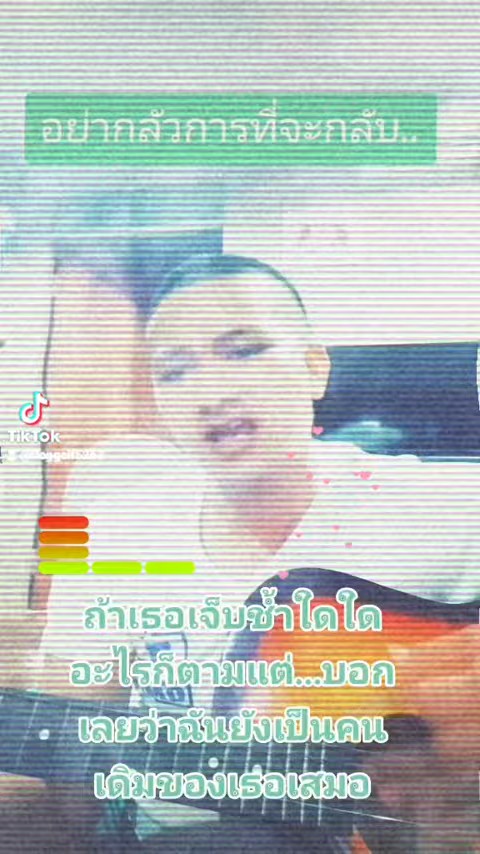 อย่ากลัวการที่จะกลับ..
TikTok
ถ้าเธอเจ็บช้ำใดใด
อะไรก็ตามแต่...บอก
เลยว่าฉันยังเป็นคน
เดิมของเธอเสมอ